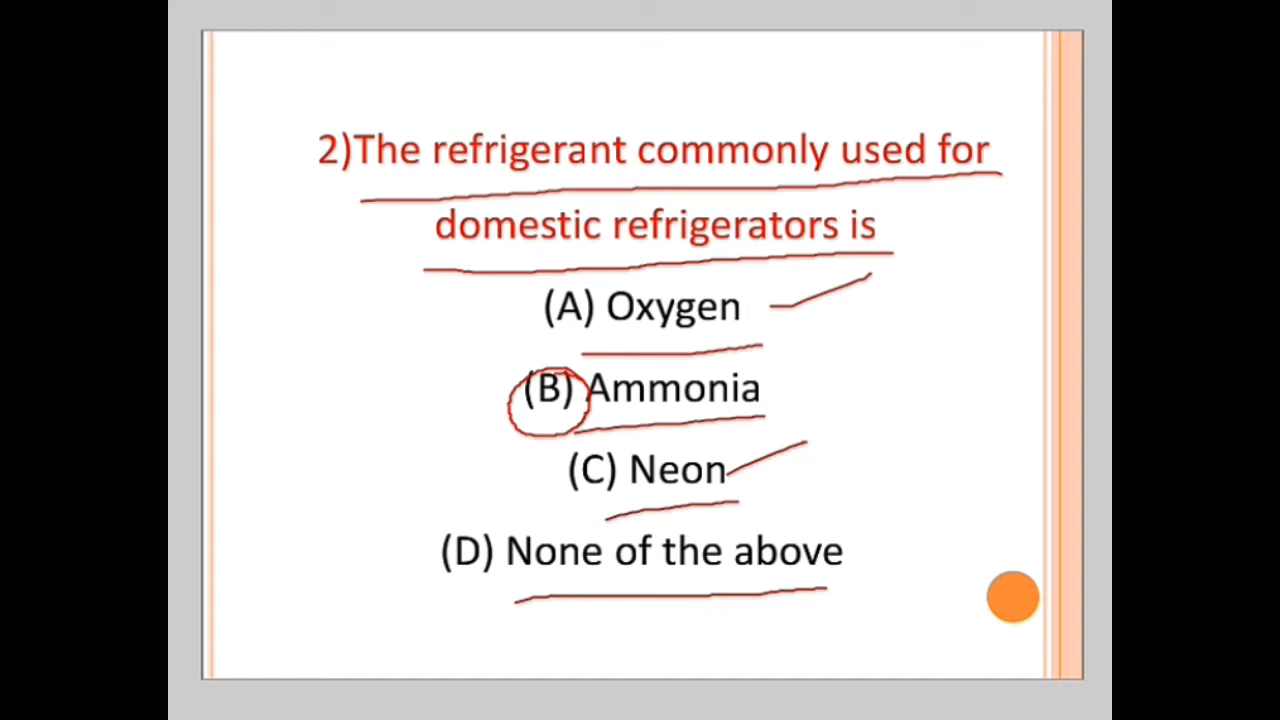 2)The refrigerant commonly used for
domestic refrigerators is
(A) Oxygen
(B) Ammonia
(C) Neon
(D) None of the above